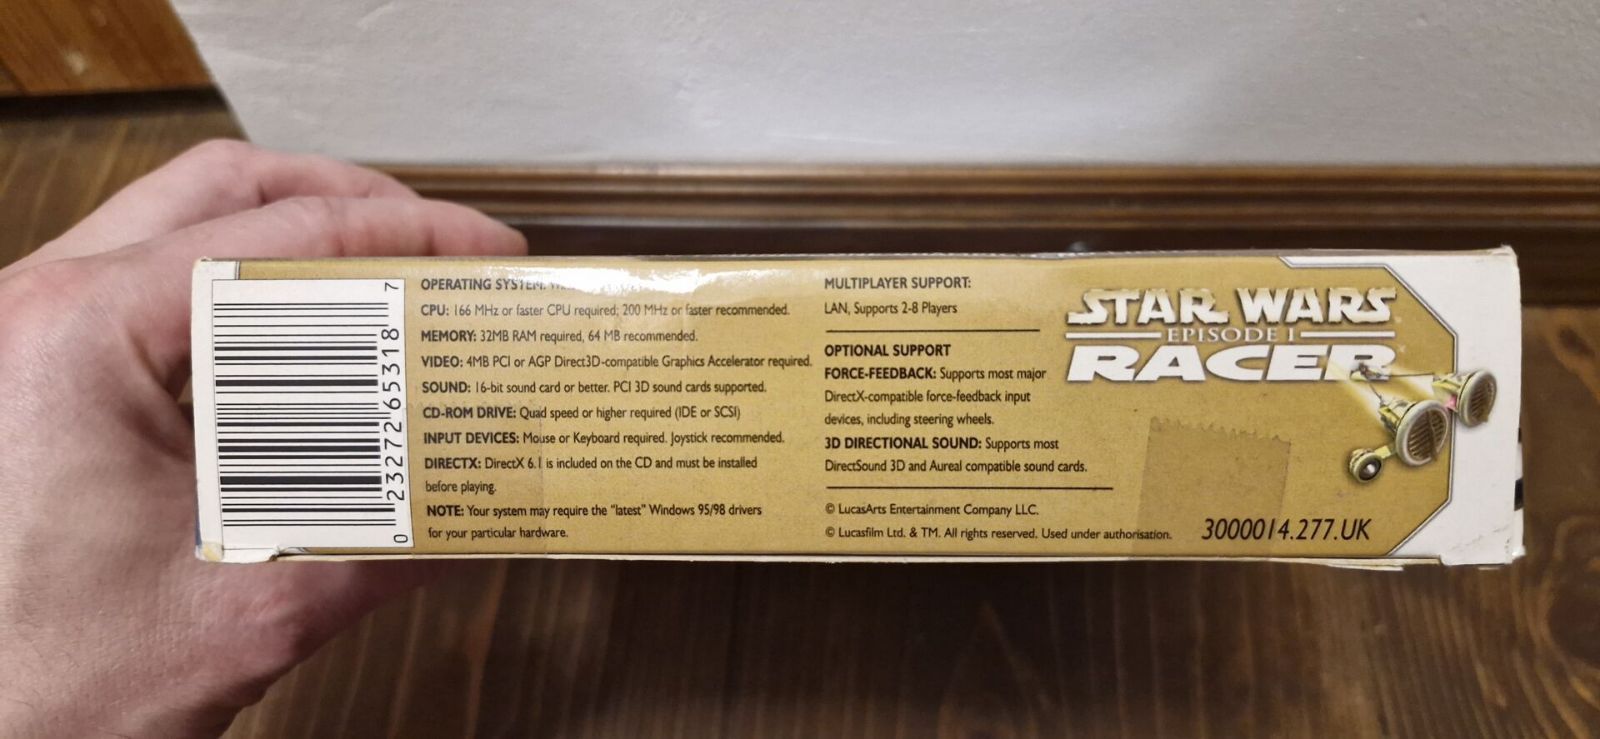 0 23272 65318 7
OPERATING SYSTEM:
CPU: 166 MHz or faster CPU required; 200 MHz or faster recommended.
MEMORY: 32MB RAM required, 64 MB recommended.
VIDEO: 4MB PCI or AGP Direct3D-compatible Graphics Accelerator required.
SOUND: 16-bit sound card or better. PCI 3D sound cards supported.
CD-ROM DRIVE: Quad speed or higher required (IDE or SCSI)
INPUT DEVICES: Mouse or Keyboard required. Joystick recommended.
DIRECTX: DirectX 6.1 is included on the CD and must be installed
before playing.
NOTE: Your system may require the "latest" Windows 95/98 drivers
for your particular hardware.
MULTIPLAYER SUPPORT:
LAN, Supports 2-8 Players
OPTIONAL SUPPORT
FORCE-FEEDBACK: Supports most major
DirectX-compatible force-feedback input
devices, including steering wheels.
3D DIRECTIONAL SOUND: Supports most
DirectSound 3D and Aureal compatible sound cards.
© LucasArts Entertainment Company LLC.
© Lucasfilm Ltd. & TM. All rights reserved. Used under authorisation.
STAR WARS
EPISODE I
RACER
3000014.277.UK